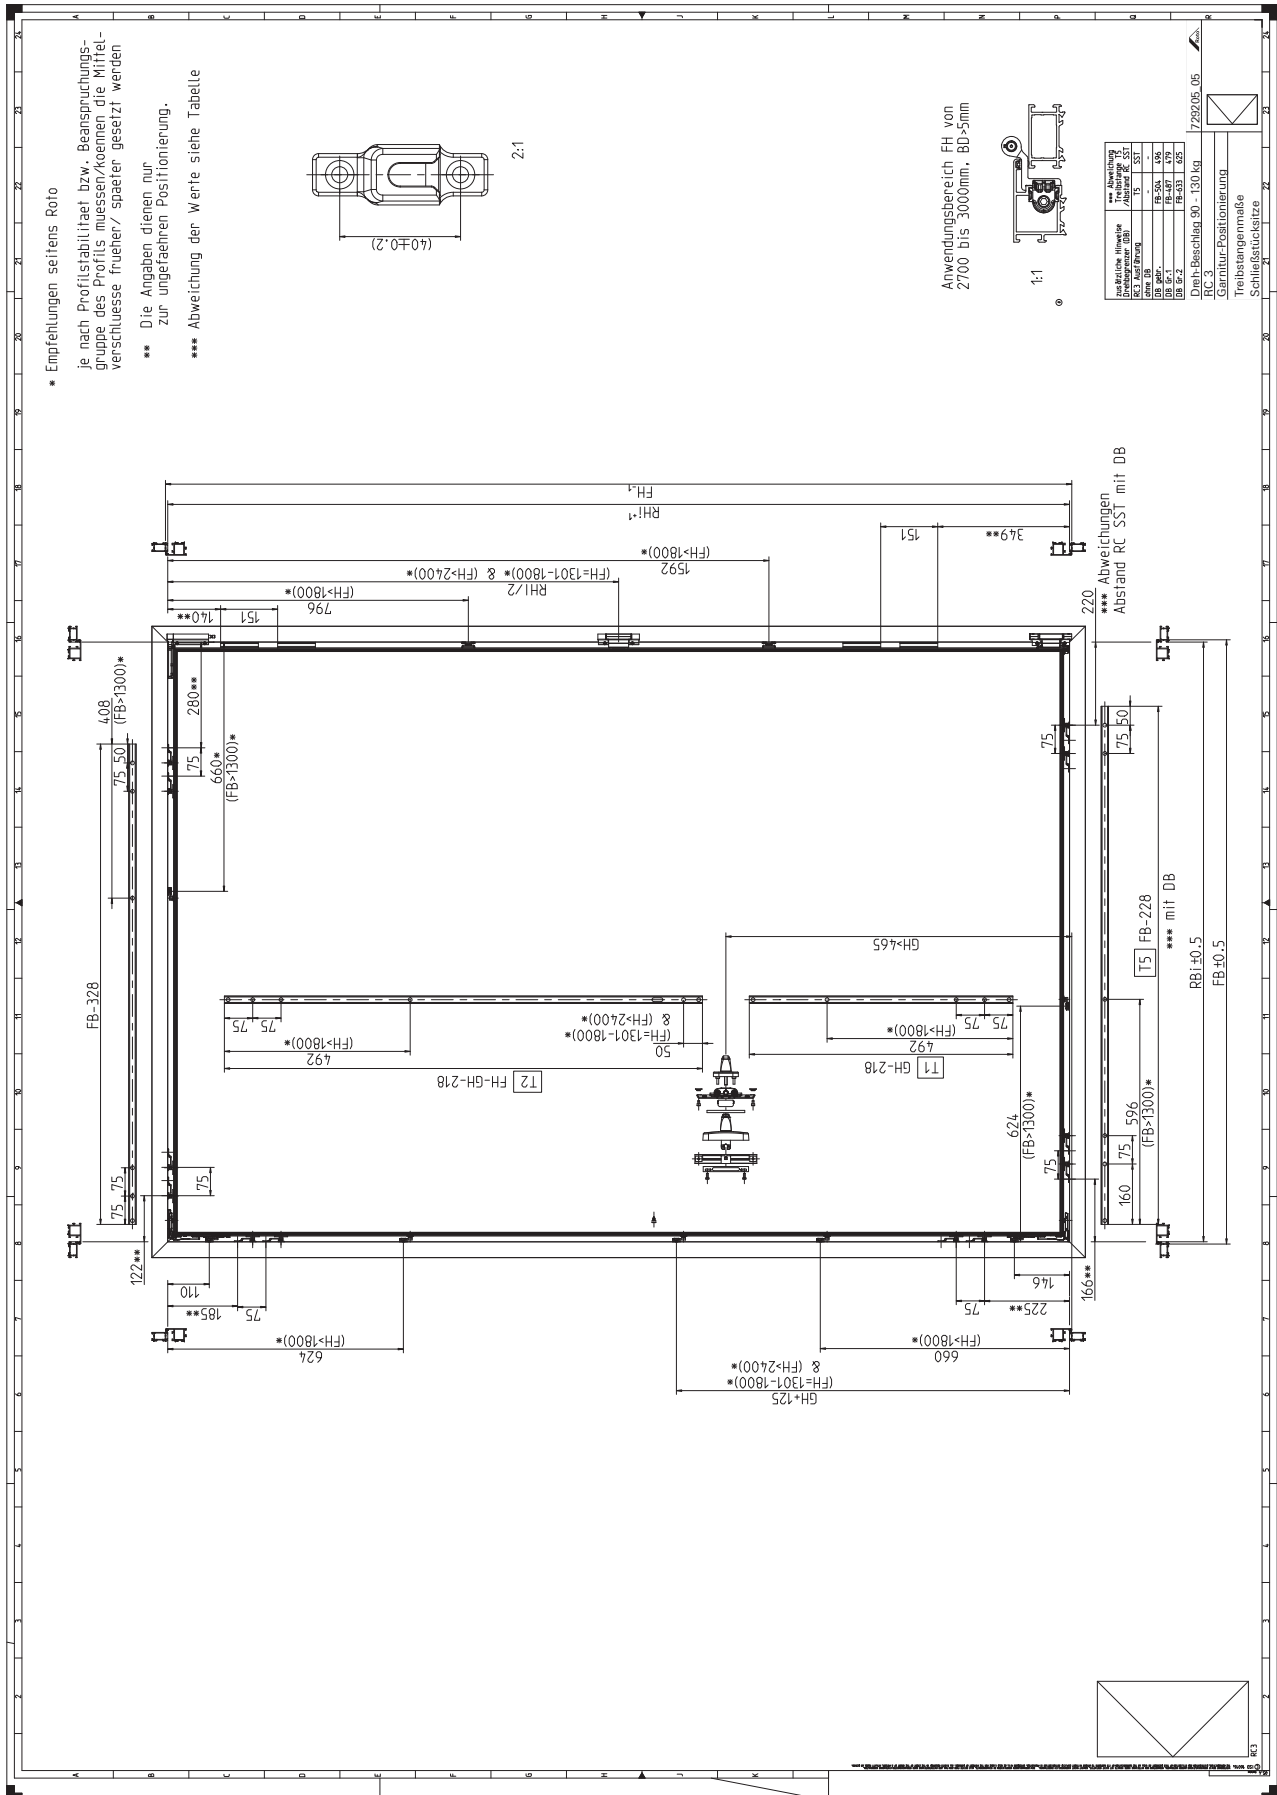 * Empfehlungen seitens Roto
je nach Profilstabilitaet bzw. Beanspruchungs-
gruppe des Profils muessen/koennen die Mittel-
verschluesse frueher/ spaeter gesetzt werden
** Die Angaben dienen nur
zur ungefaehren Positionierung.
*** Abweichung der Werte siehe Tabelle
(40±0.2)
2:1
Anwendungsbereich FH von
2700 bis 3000mm, BD>5mm
1:1
FB-328
75
75
75
50
408
(FB>1300)*
122**
75
280**
75
660*
(FB>1300)*
140**
151
796
(FH>1800)*
RHi/2
(FH=1301-1800)* & (FH>2400)*
1592
(FH>1800)*
151
349**
RHi+1
FH-1
75
75
492
(FH>1800)*
T2 FH-GH-218
50
(FH=1301-1800)*
& (FH>2400)*
GH>465
T1 GH-218
492
(FH>1800)*
75
75
110
185**
75
624
(FH>1800)*
GH+125
(FH=1301-1800)*
& (FH>2400)*
660
(FH>1800)*
75
225**
146
166**
75
624
(FB>1300)*
75
220
160
75
596
(FB>1300)*
75
50
T5 FB-228
*** mit DB
RBi±0.5
FB±0.5
*** Abweichungen
Abstand RC SST mit DB
zusätzliche Hinweise
Drehbegrenzer (DB)
*** Abweichung
Treibstange T5
/Abstand RC SST
RC3 Ausführung T5 SST
ohne DB - -
DB gebr. FB-504 496
DB Gr.1 FB-487 479
DB Gr.2 FB-633 625
Dreh-Beschlag 90 - 130 kg
729205_05
Roto
RC 3
Garnitur-Positionierung
Treibstangenmaße
Schließstücksitze
RC3